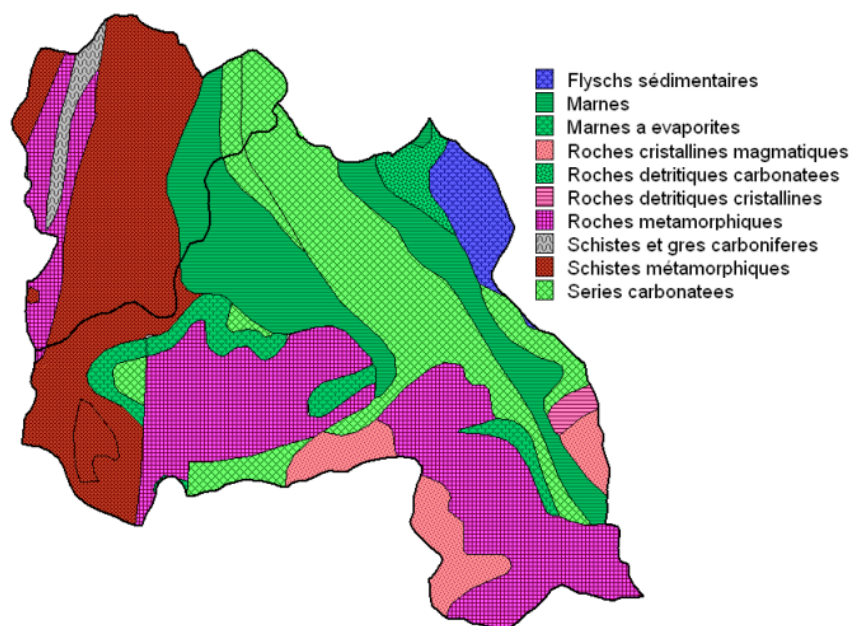 Flyschs sédimentaires
Marnes
Marnes a evaporites
Roches cristallines magmatiques
Roches detritiques carbonatees
Roches detritiques cristallines
Roches metamorphiques
Schistes et gres carboniferes
Schistes métamorphiques
Series carbonatees